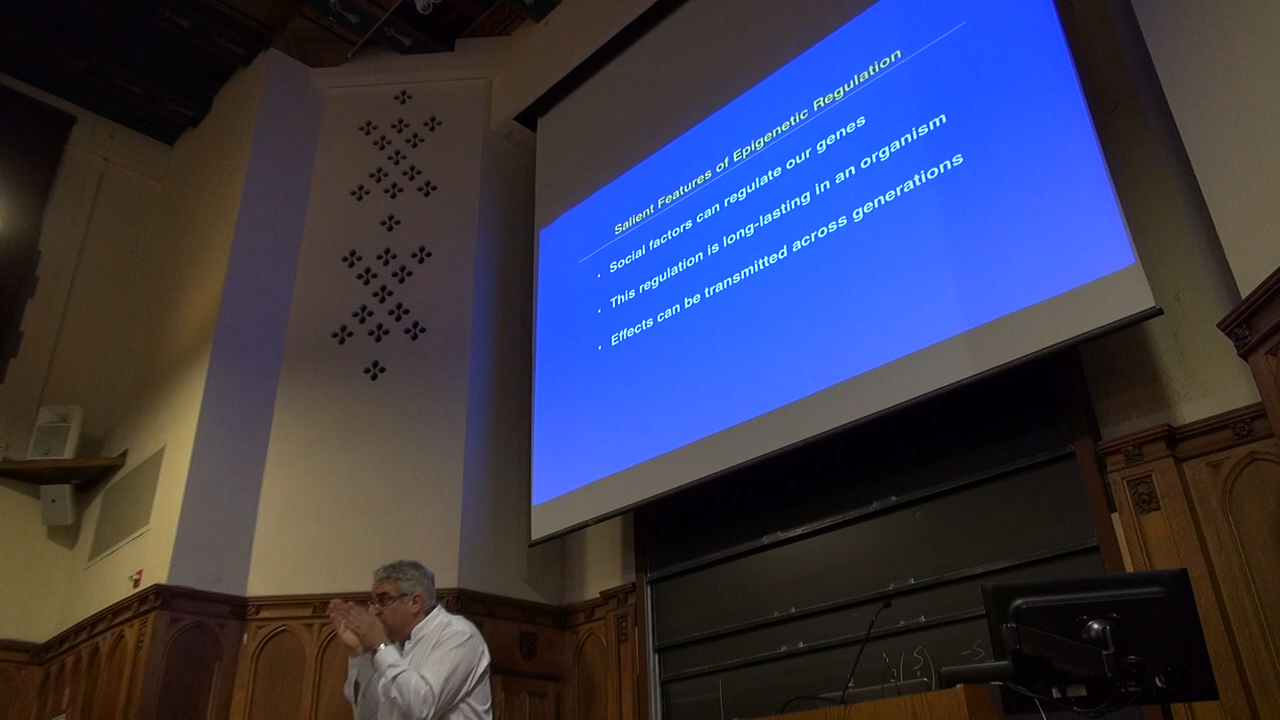 Salient Features of Epigenetic Regulation
• Social factors can regulate our genes
• This regulation is long-lasting in an organism
• Effects can be transmitted across generations